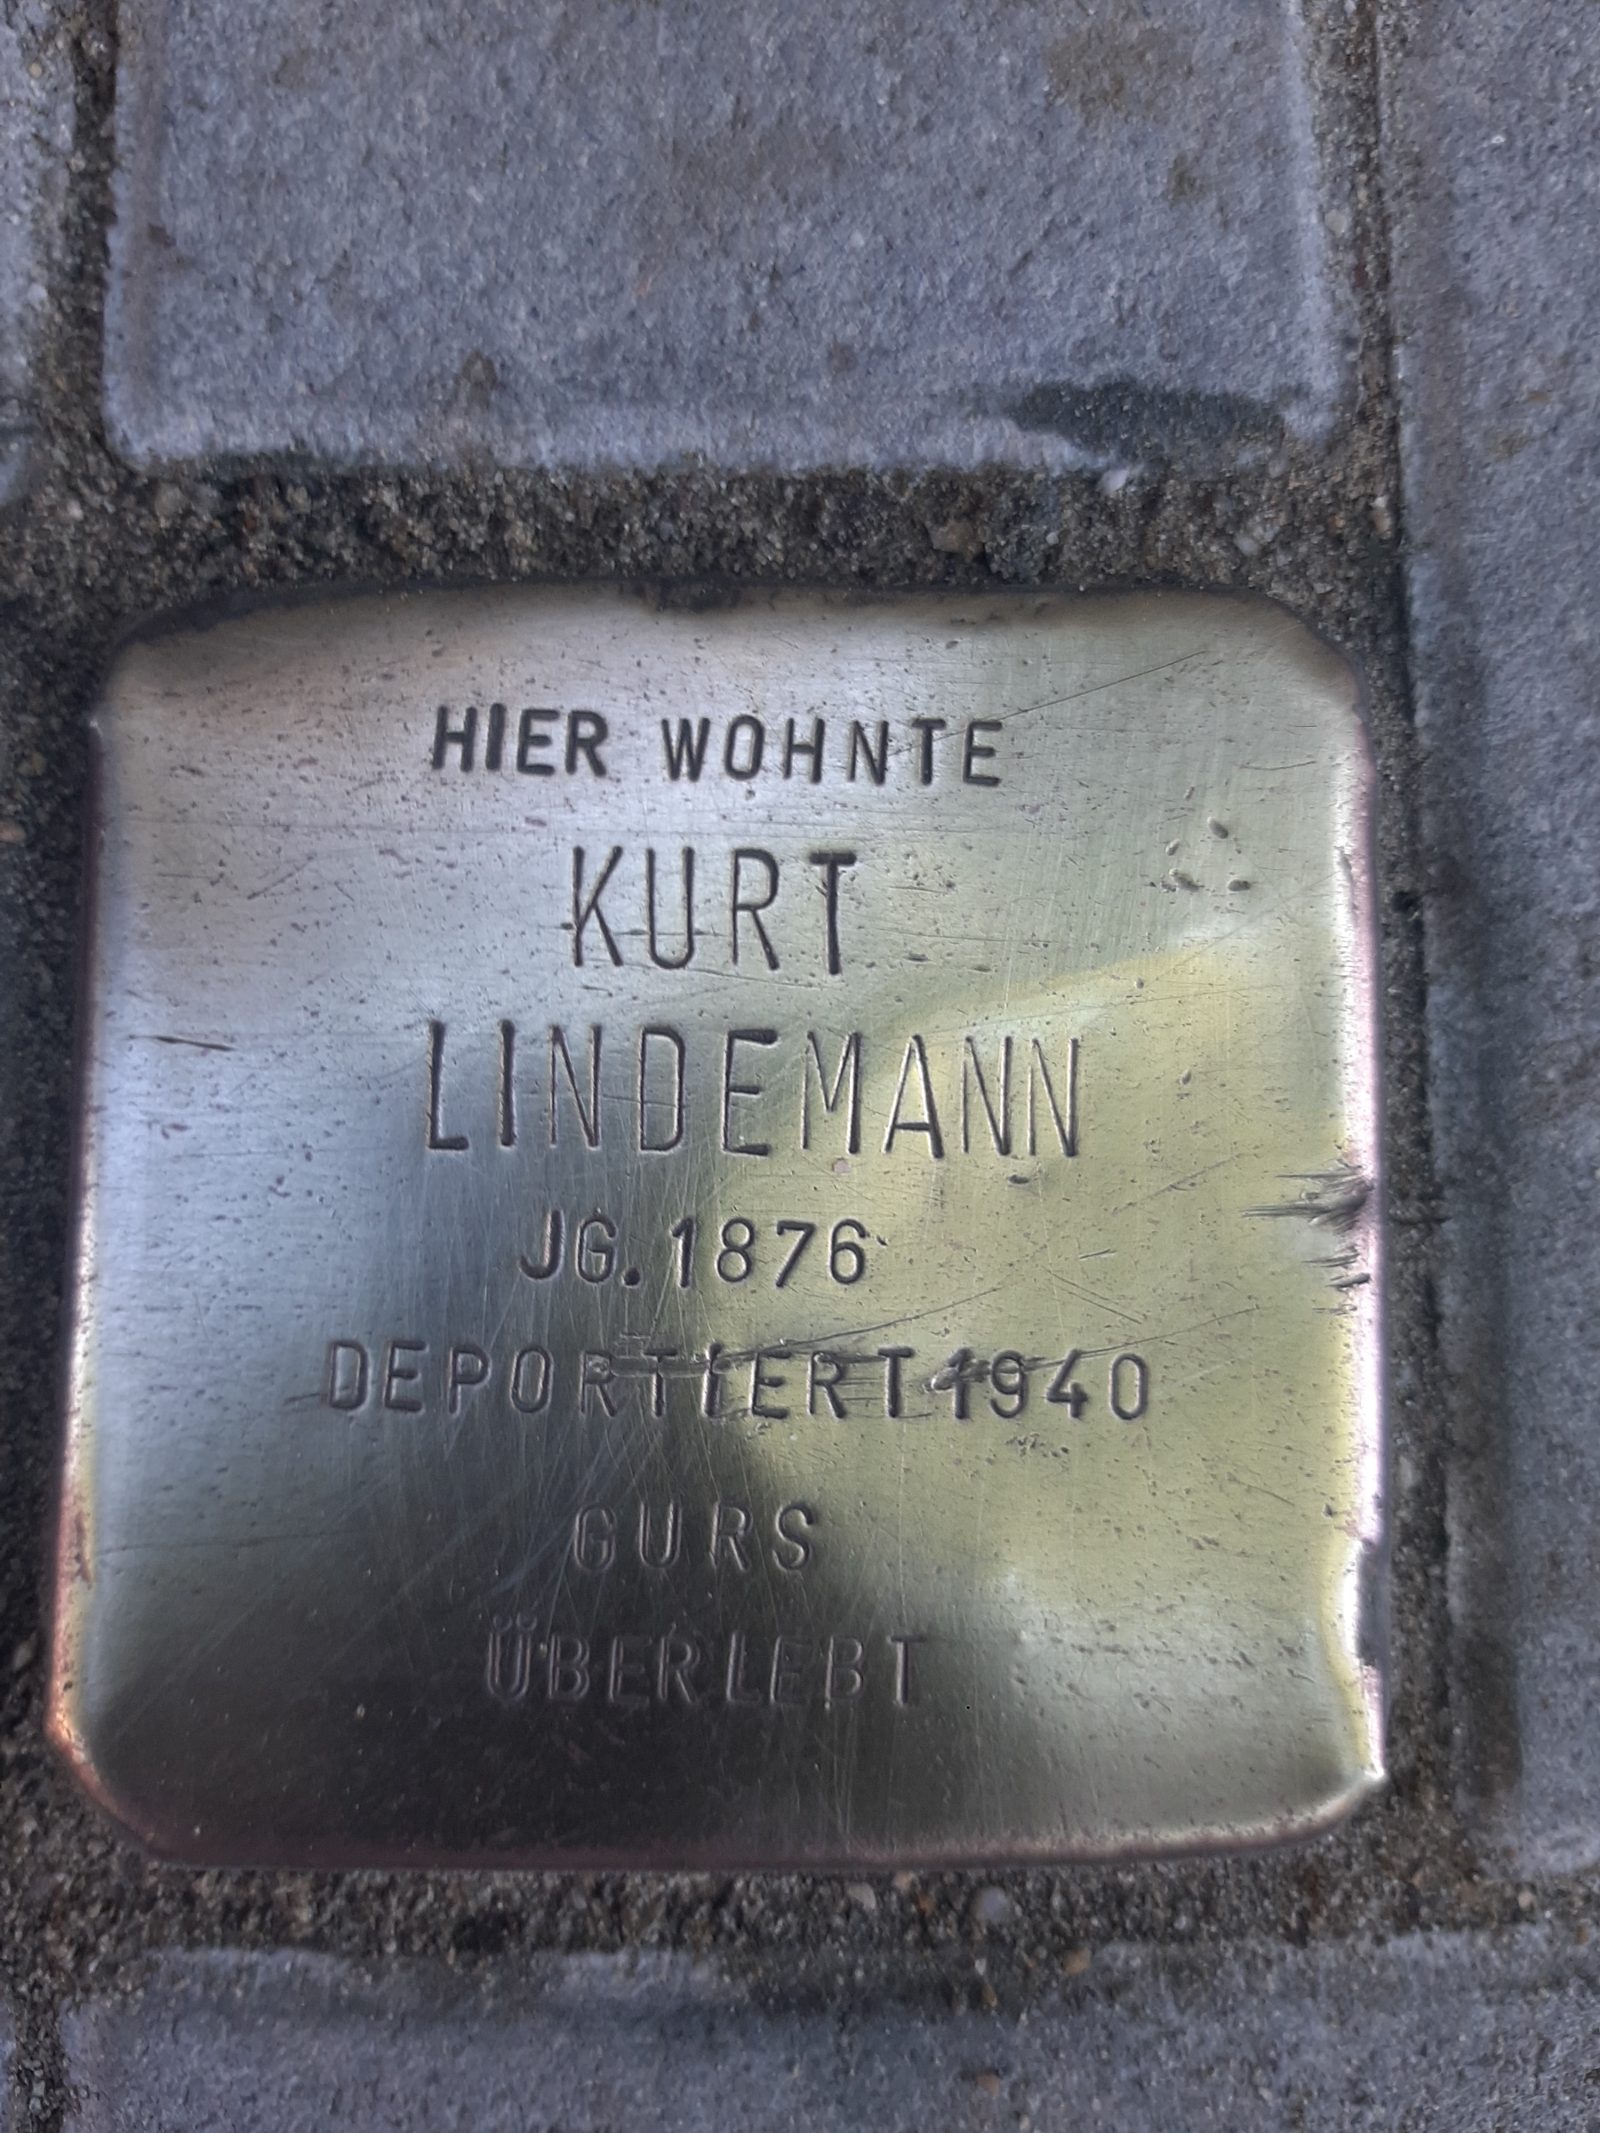 HIER WOHNTE
KURT
LINDEMANN
JG. 1876
DEPORTIERT 1940
GURS
ÜBERLEBT